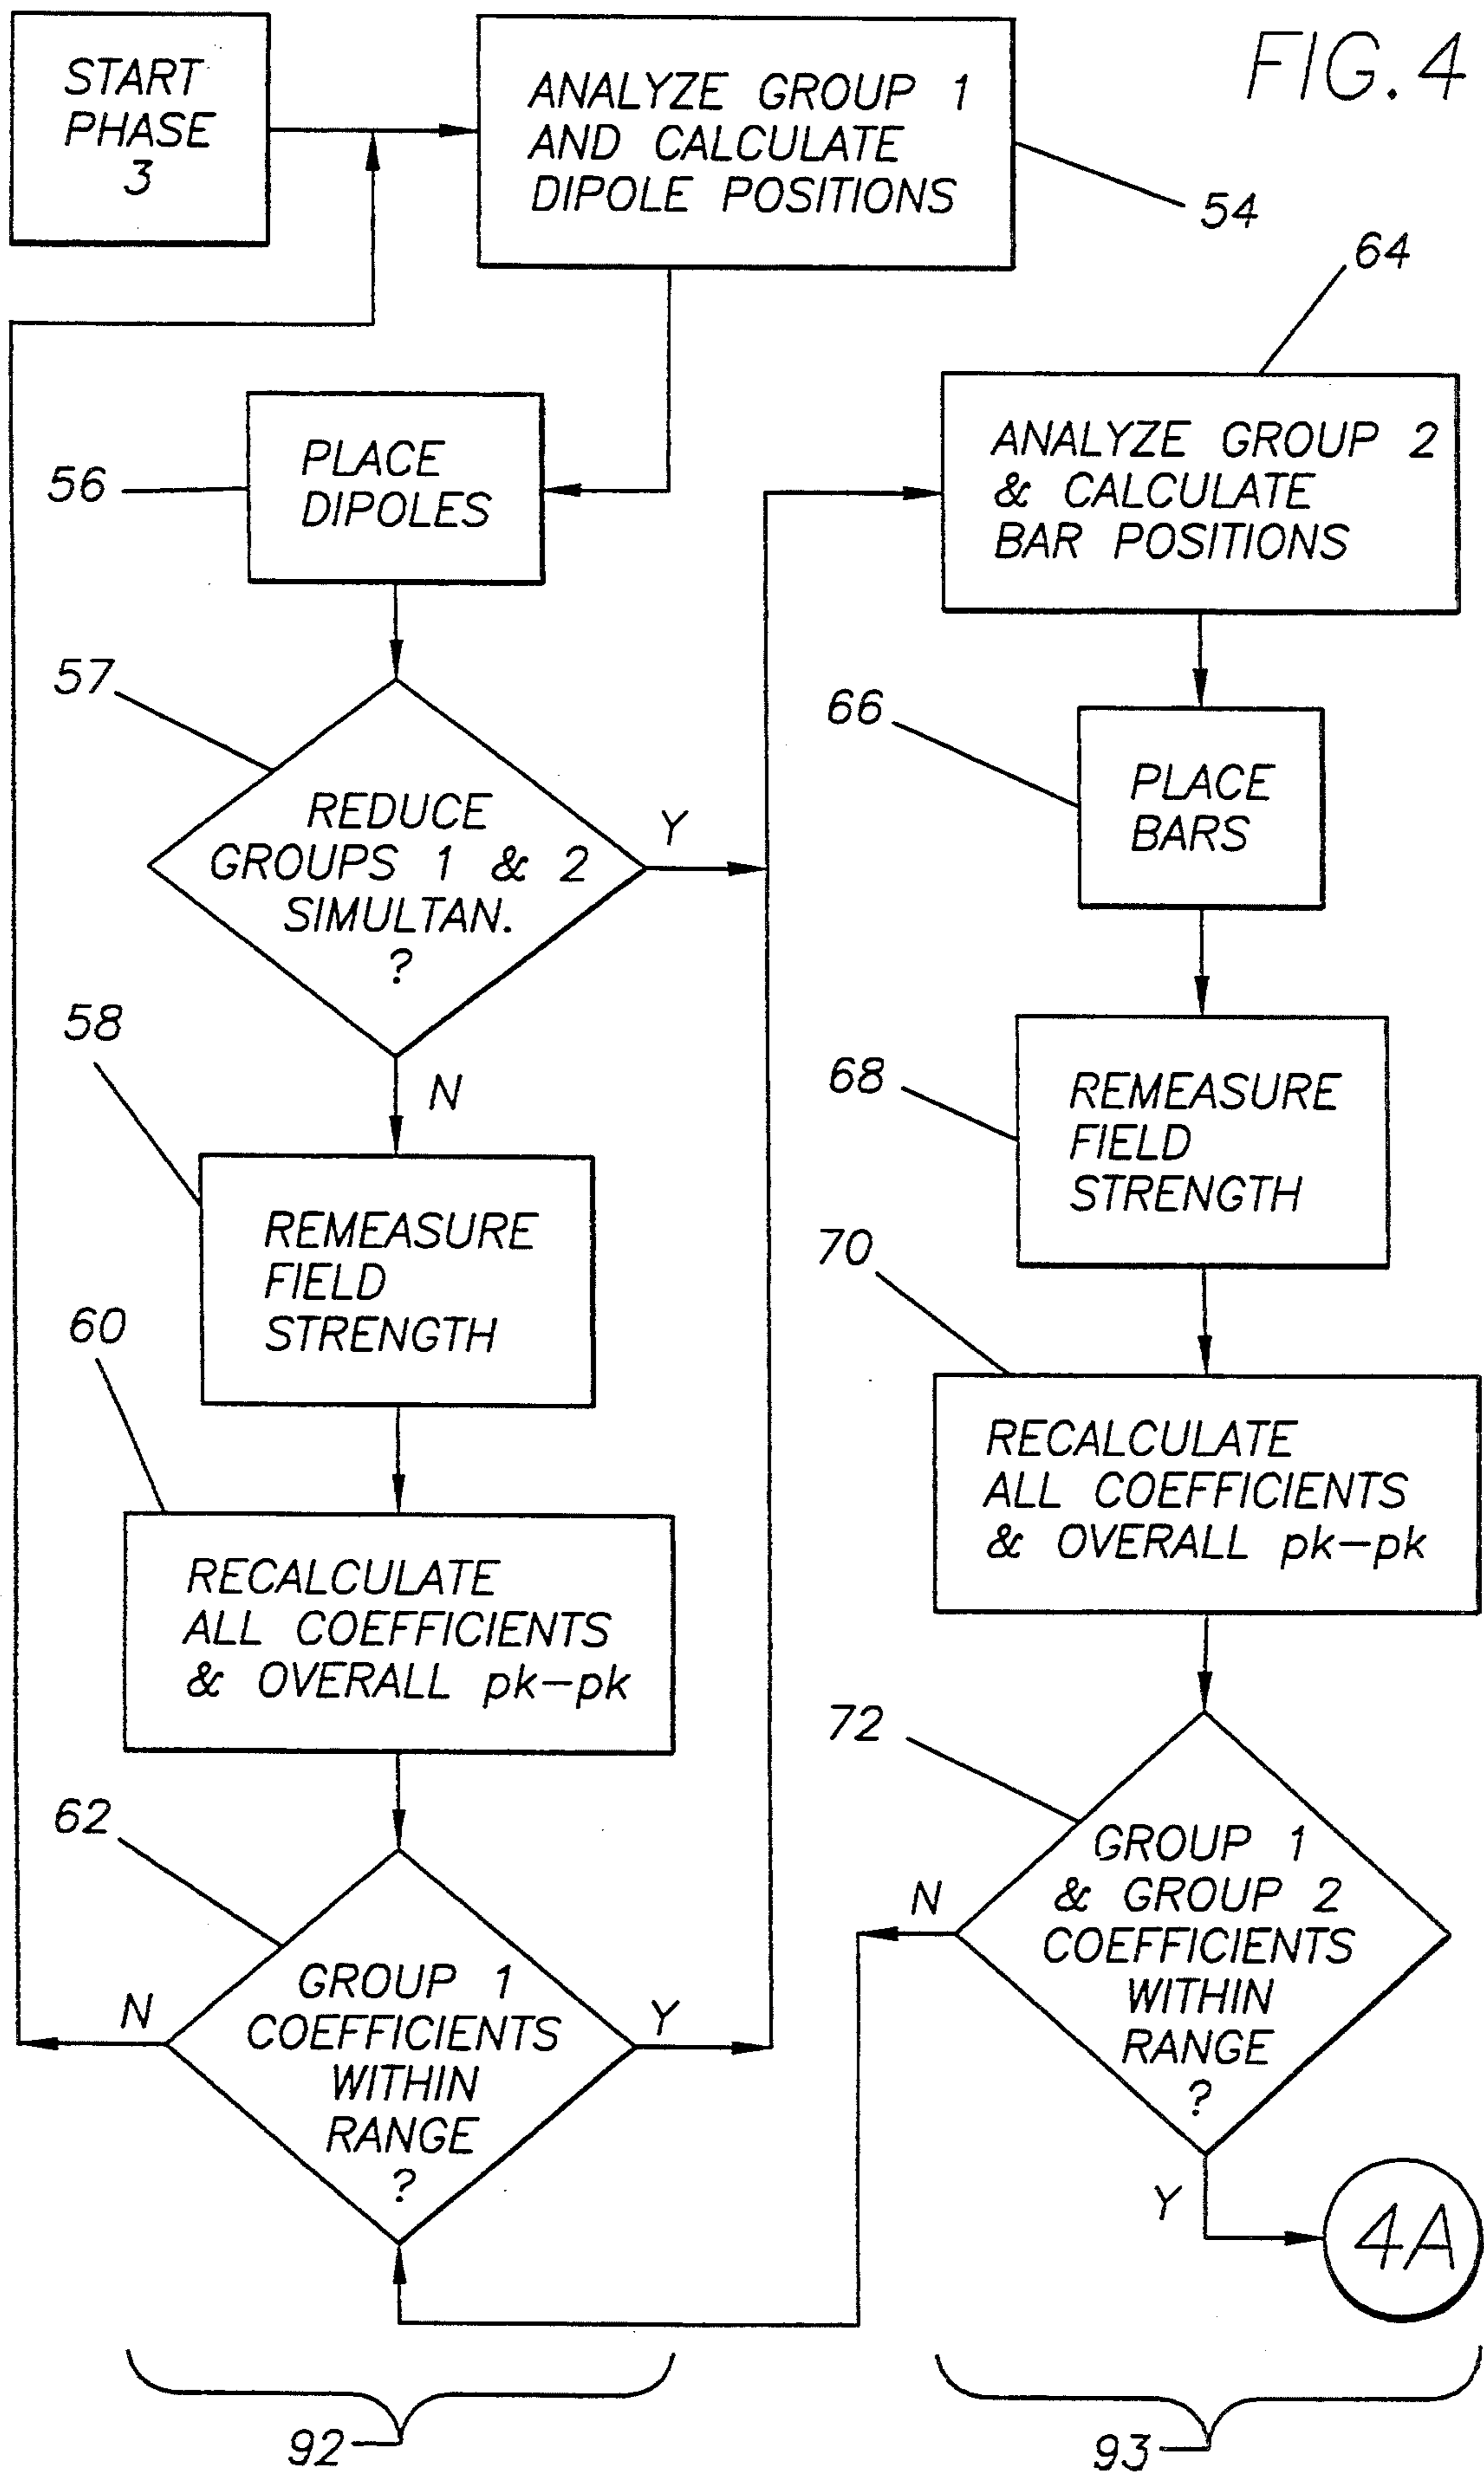 FIG. 4
START
PHASE
3
ANALYZE GROUP 1
AND CALCULATE
DIPOLE POSITIONS
54
PLACE
DIPOLES
56
57
REDUCE
GROUPS 1 & 2
SIMULTAN.
?
Y
N
58
REMEASURE
FIELD
STRENGTH
60
RECALCULATE
ALL COEFFICIENTS
& OVERALL pk-pk
62
GROUP 1
COEFFICIENTS
WITHIN
RANGE
?
N
Y
92
64
ANALYZE GROUP 2
& CALCULATE
BAR POSITIONS
66
PLACE
BARS
68
REMEASURE
FIELD
STRENGTH
70
RECALCULATE
ALL COEFFICIENTS
& OVERALL pk-pk
72
GROUP 1
& GROUP 2
COEFFICIENTS
WITHIN
RANGE
?
N
Y
4A
93